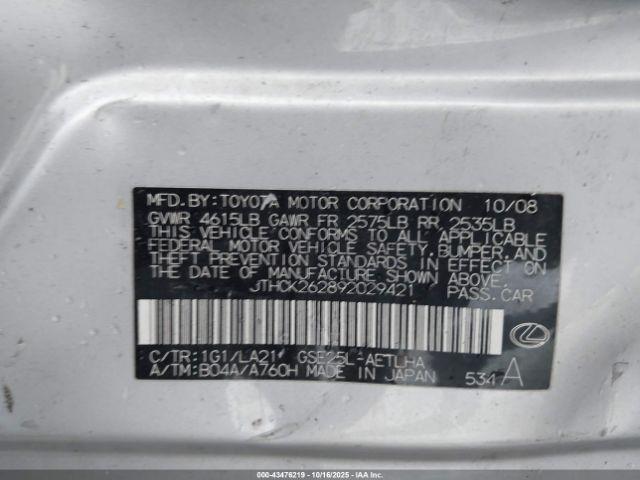 MFD. BY: TOYOTA MOTOR CORPORATION 10/08
GVWR 4615LB GAWR FR 2575LB RR 2535LB
THIS VEHICLE CONFORMS TO ALL APPLICABLE
FEDERAL MOTOR VEHICLE SAFETY, BUMPER, AND
THEFT PREVENTION STANDARDS IN EFFECT ON
THE DATE OF MANUFACTURE SHOWN ABOVE.
JTHCK262892029421 PASS. CAR
C/TR: 1G1/LA21 GSE25L-AETLHA
A/TM: B04A/A760H MADE IN JAPAN 534 A
000-43476219 - 10/16/2025 - IAAI.COM